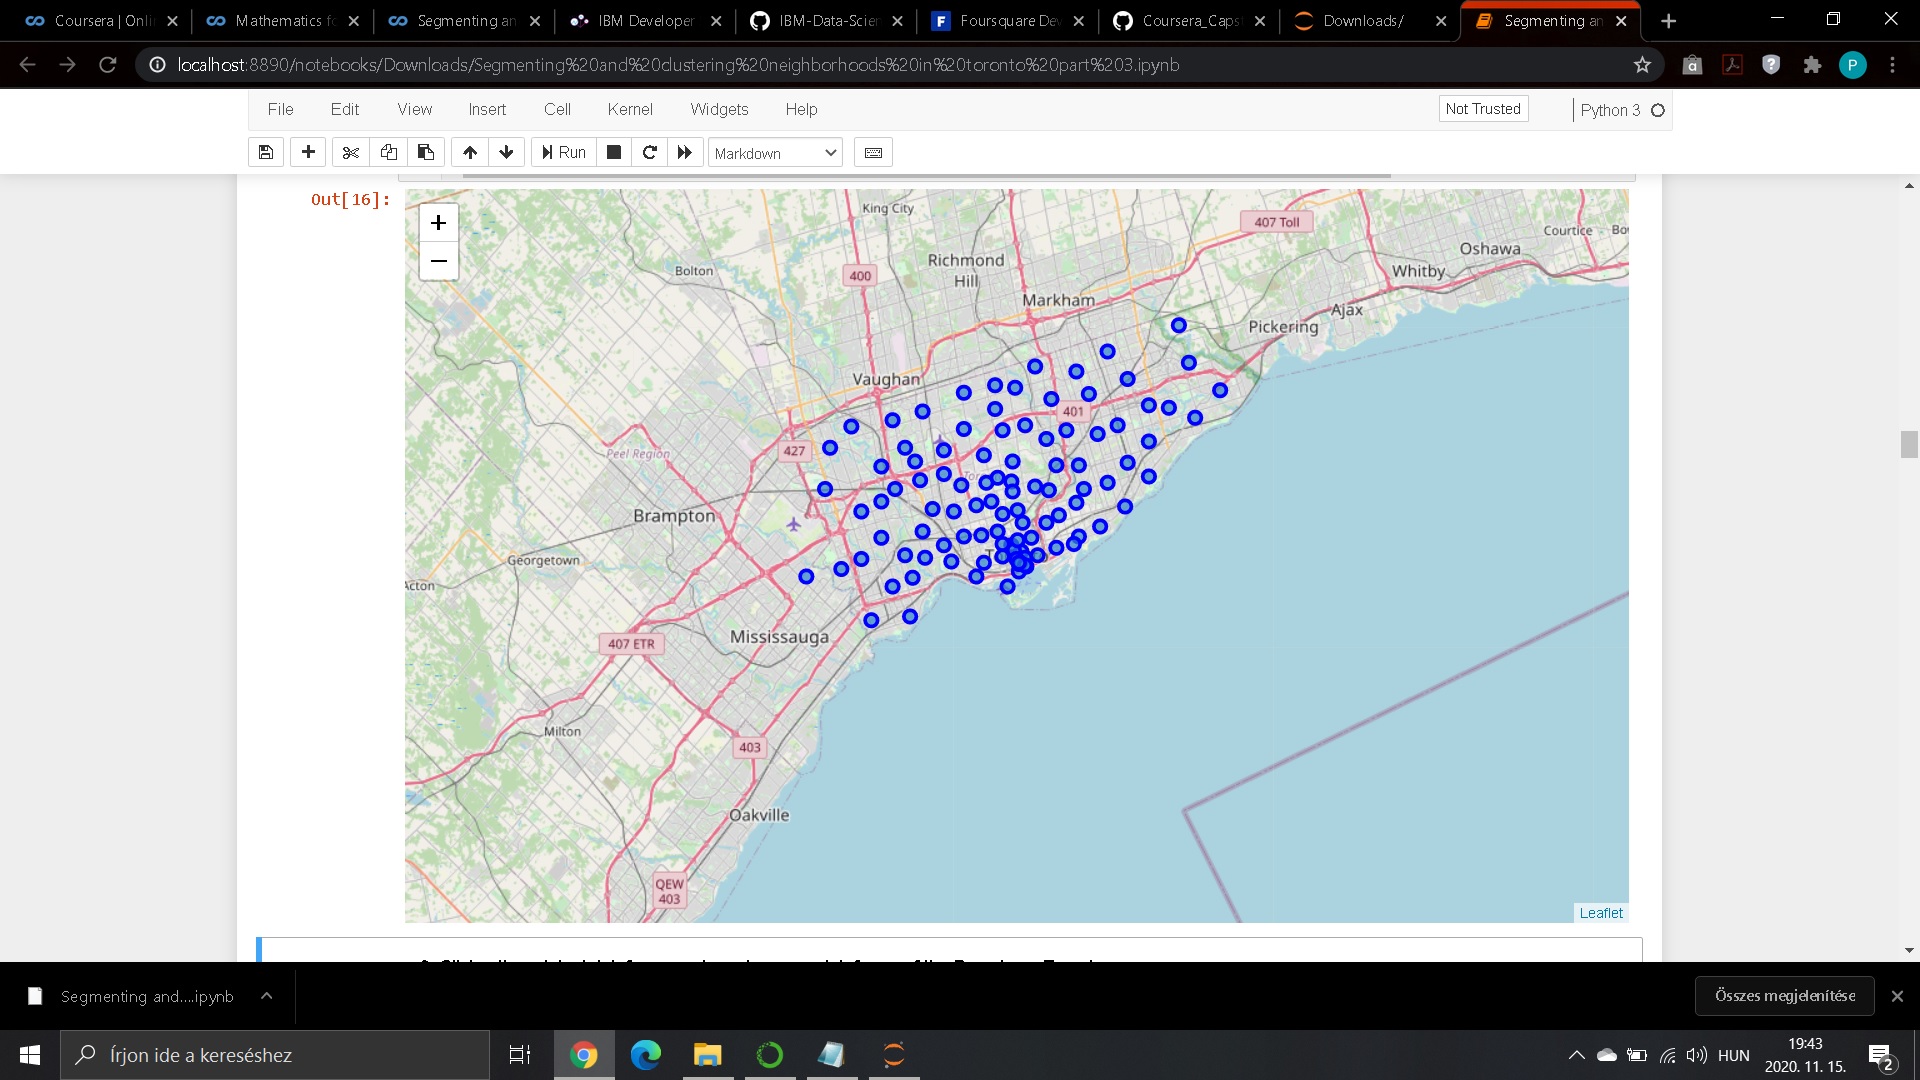 Coursera | Onli
Mathematics fo
Segmenting an
IBM Developer
IBM-Data-Scien
Foursquare Dev
Coursera_Capst
Downloads/
Segmenting an
localhost:8890/notebooks/Downloads/Segmenting%20and%20clustering%20neighborhoods%20in%20toronto%20part%203.ipynb
P
File Edit View Insert Cell Kernel Widgets Help
Not Trusted
Python 3
Run
Markdown
Out[16]:
+
−
King City
407 Toll
Courtice
Bow
Oshawa
Richmond
Hill
400
Bolton
Whitby
Markham
Ajax
Pickering
Vaughan
401
427
Peel Region
Brampton
Georgetown
Acton
Mississauga
407 ETR
Milton
403
Oakville
QEW
403
Leaflet
Segmenting and....ipynb
Összes megjelenítése
Írjon ide a kereséshez
HUN
19:43
2020. 11. 15.
2